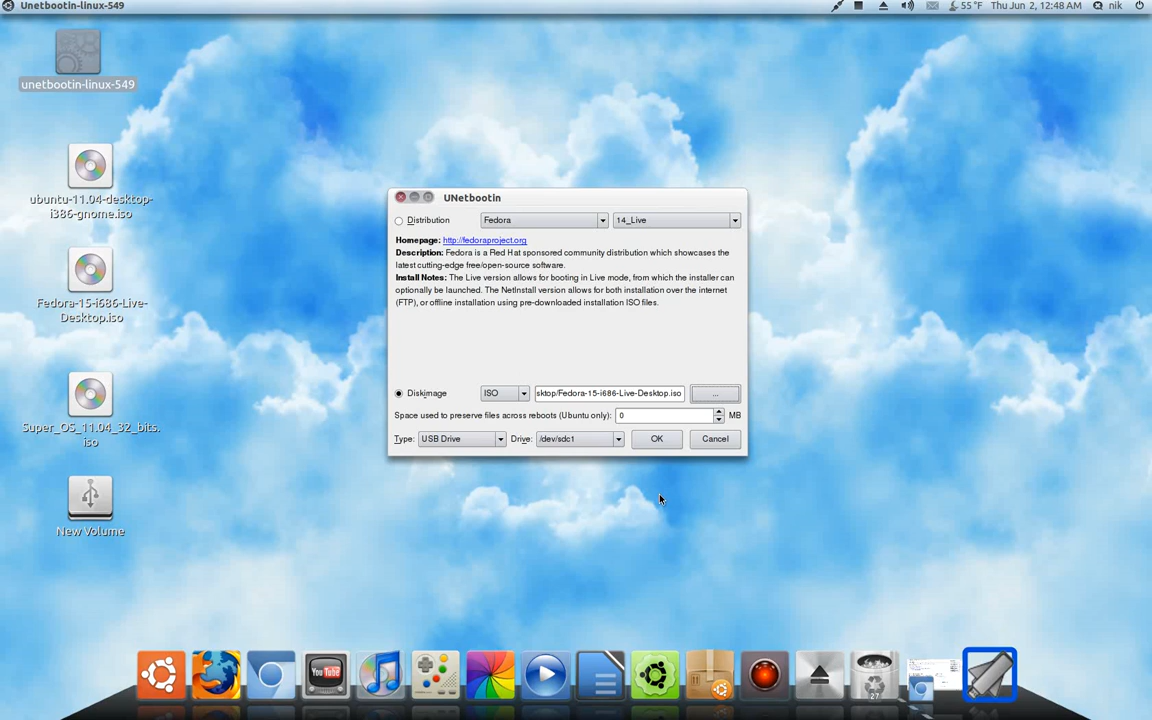 Unetbootin-linux-549
55 °F Thu Jun 2, 12:48 AM nik
unetbootin-linux-549
ubuntu-11.04-desktop-
i386-gnome.iso
Fedora-15-i686-Live-
Desktop.iso
Super_OS_11.04_32_bits.
iso
New Volume
UNetbootin
Distribution Fedora 14_Live
Homepage: http://fedoraproject.org
Description: Fedora is a Red Hat sponsored community distribution which showcases the
latest cutting-edge free/open-source software.
Install Notes: The Live version allows for booting in Live mode, from which the installer can
optionally be launched. The NetInstall version allows for both installation over the internet
(FTP), or offline installation using pre-downloaded installation ISO files.
Diskimage ISO sktop/Fedora-15-i686-Live-Desktop.iso ...
Space used to preserve files across reboots (Ubuntu only): 0 MB
Type: USB Drive Drive: /dev/sdc1 OK Cancel
You Tube
27